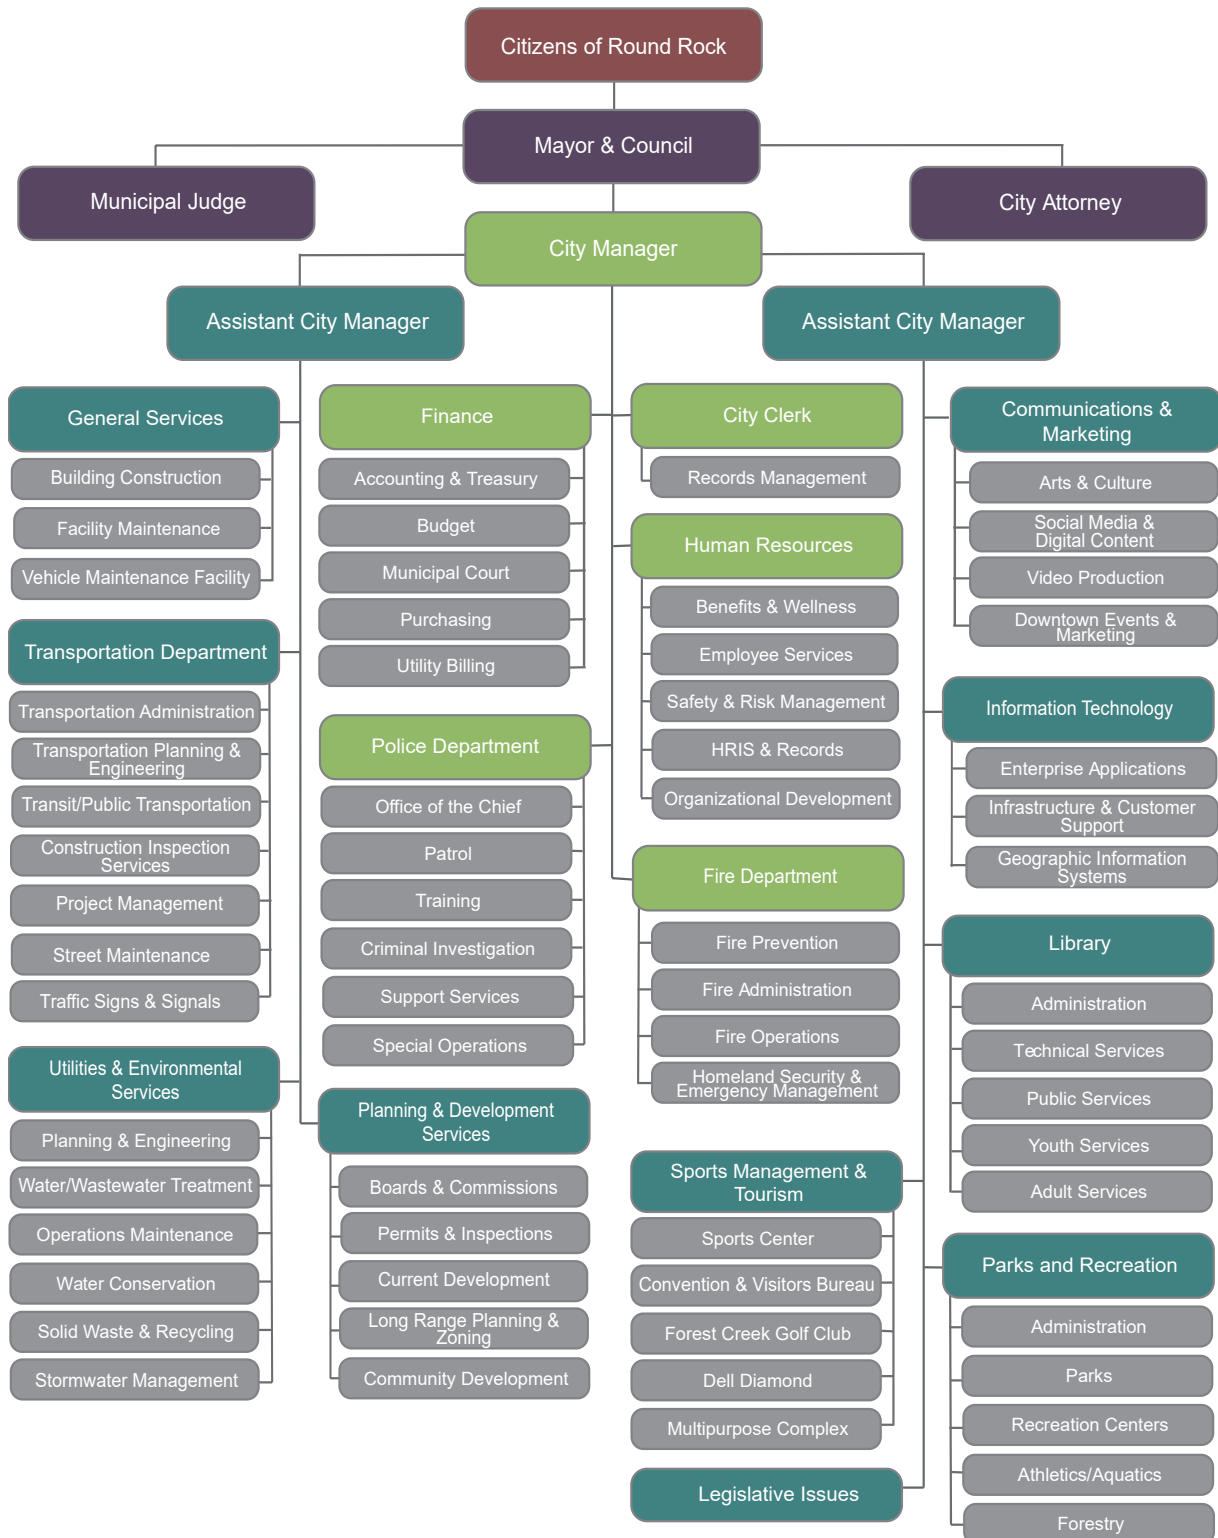 Citizens of Round Rock
Mayor & Council
Municipal Judge
City Attorney
City Manager
Assistant City Manager
Assistant City Manager
General Services
Building Construction
Facility Maintenance
Vehicle Maintenance Facility
Transportation Department
Transportation Administration
Transportation Planning &
Engineering
Transit/Public Transportation
Construction Inspection
Services
Project Management
Street Maintenance
Traffic Signs & Signals
Utilities & Environmental
Services
Planning & Engineering
Water/Wastewater Treatment
Operations Maintenance
Water Conservation
Solid Waste & Recycling
Stormwater Management
Finance
Accounting & Treasury
Budget
Municipal Court
Purchasing
Utility Billing
Police Department
Office of the Chief
Patrol
Training
Criminal Investigation
Support Services
Special Operations
Planning & Development
Services
Boards & Commissions
Permits & Inspections
Current Development
Long Range Planning &
Zoning
Community Development
City Clerk
Records Management
Human Resources
Benefits & Wellness
Employee Services
Safety & Risk Management
HRIS & Records
Organizational Development
Fire Department
Fire Prevention
Fire Administration
Fire Operations
Homeland Security &
Emergency Management
Sports Management &
Tourism
Sports Center
Convention & Visitors Bureau
Forest Creek Golf Club
Dell Diamond
Multipurpose Complex
Legislative Issues
Communications &
Marketing
Arts & Culture
Social Media &
Digital Content
Video Production
Downtown Events &
Marketing
Information Technology
Enterprise Applications
Infrastructure & Customer
Support
Geographic Information
Systems
Library
Administration
Technical Services
Public Services
Youth Services
Adult Services
Parks and Recreation
Administration
Parks
Recreation Centers
Athletics/Aquatics
Forestry